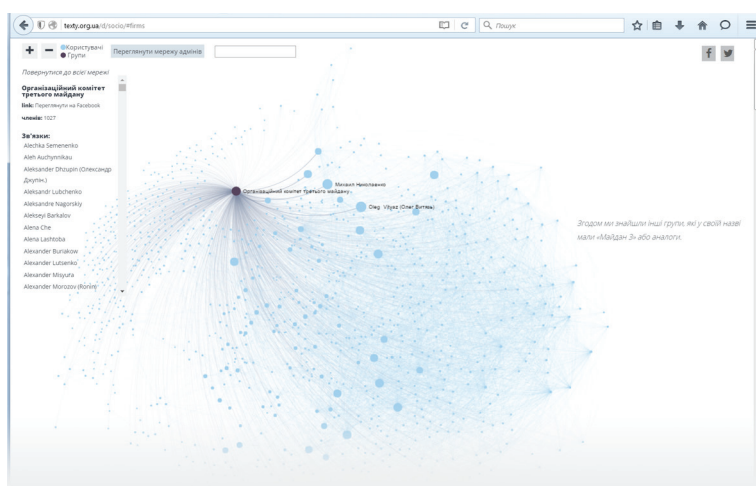 texty.org.ua/d/socio/#firms
Пошук
Користувачі
Групи
Переглянути мережу адмінів
Повернутися до всієї мережі
Організаційний комітет
третього майдану
link: Переглянути на Facebook
членів: 1027
Зв'язки:
Alechka Semenenko
Aleh Auchynnikau
Aleksander Dhzupin (Олександр
Джупін.)
Aleksandr Lubchenko
Aleksandre Nagorskiy
Alekseyi Barkalov
Alena Che
Alena Lashtoba
Alexander Buriakow
Alexander Lutsenko
Alexander Misyura
Alexander Morozov (Ronin)
Михаил Николаенко
Організаційний комітет третього майдану
Oleg. Vityaz (Олег Витязь)
Згодом ми знайшли інші групи, які у своїй назві
мали «Майдан 3» або аналоги.